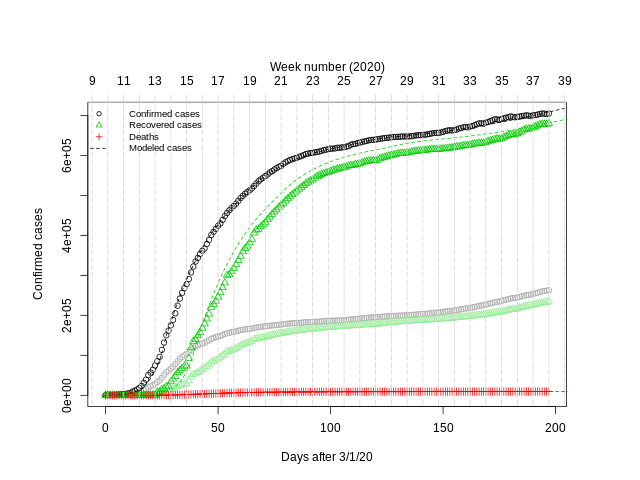 Week number (2020)
9 11 13 15 17 19 21 23 25 27 29 31 33 35 37 39
Confirmed cases
Recovered cases
Deaths
Modeled cases
Confirmed cases
6e+05
4e+05
2e+05
0e+00
0 50 100 150 200
Days after 3/1/20